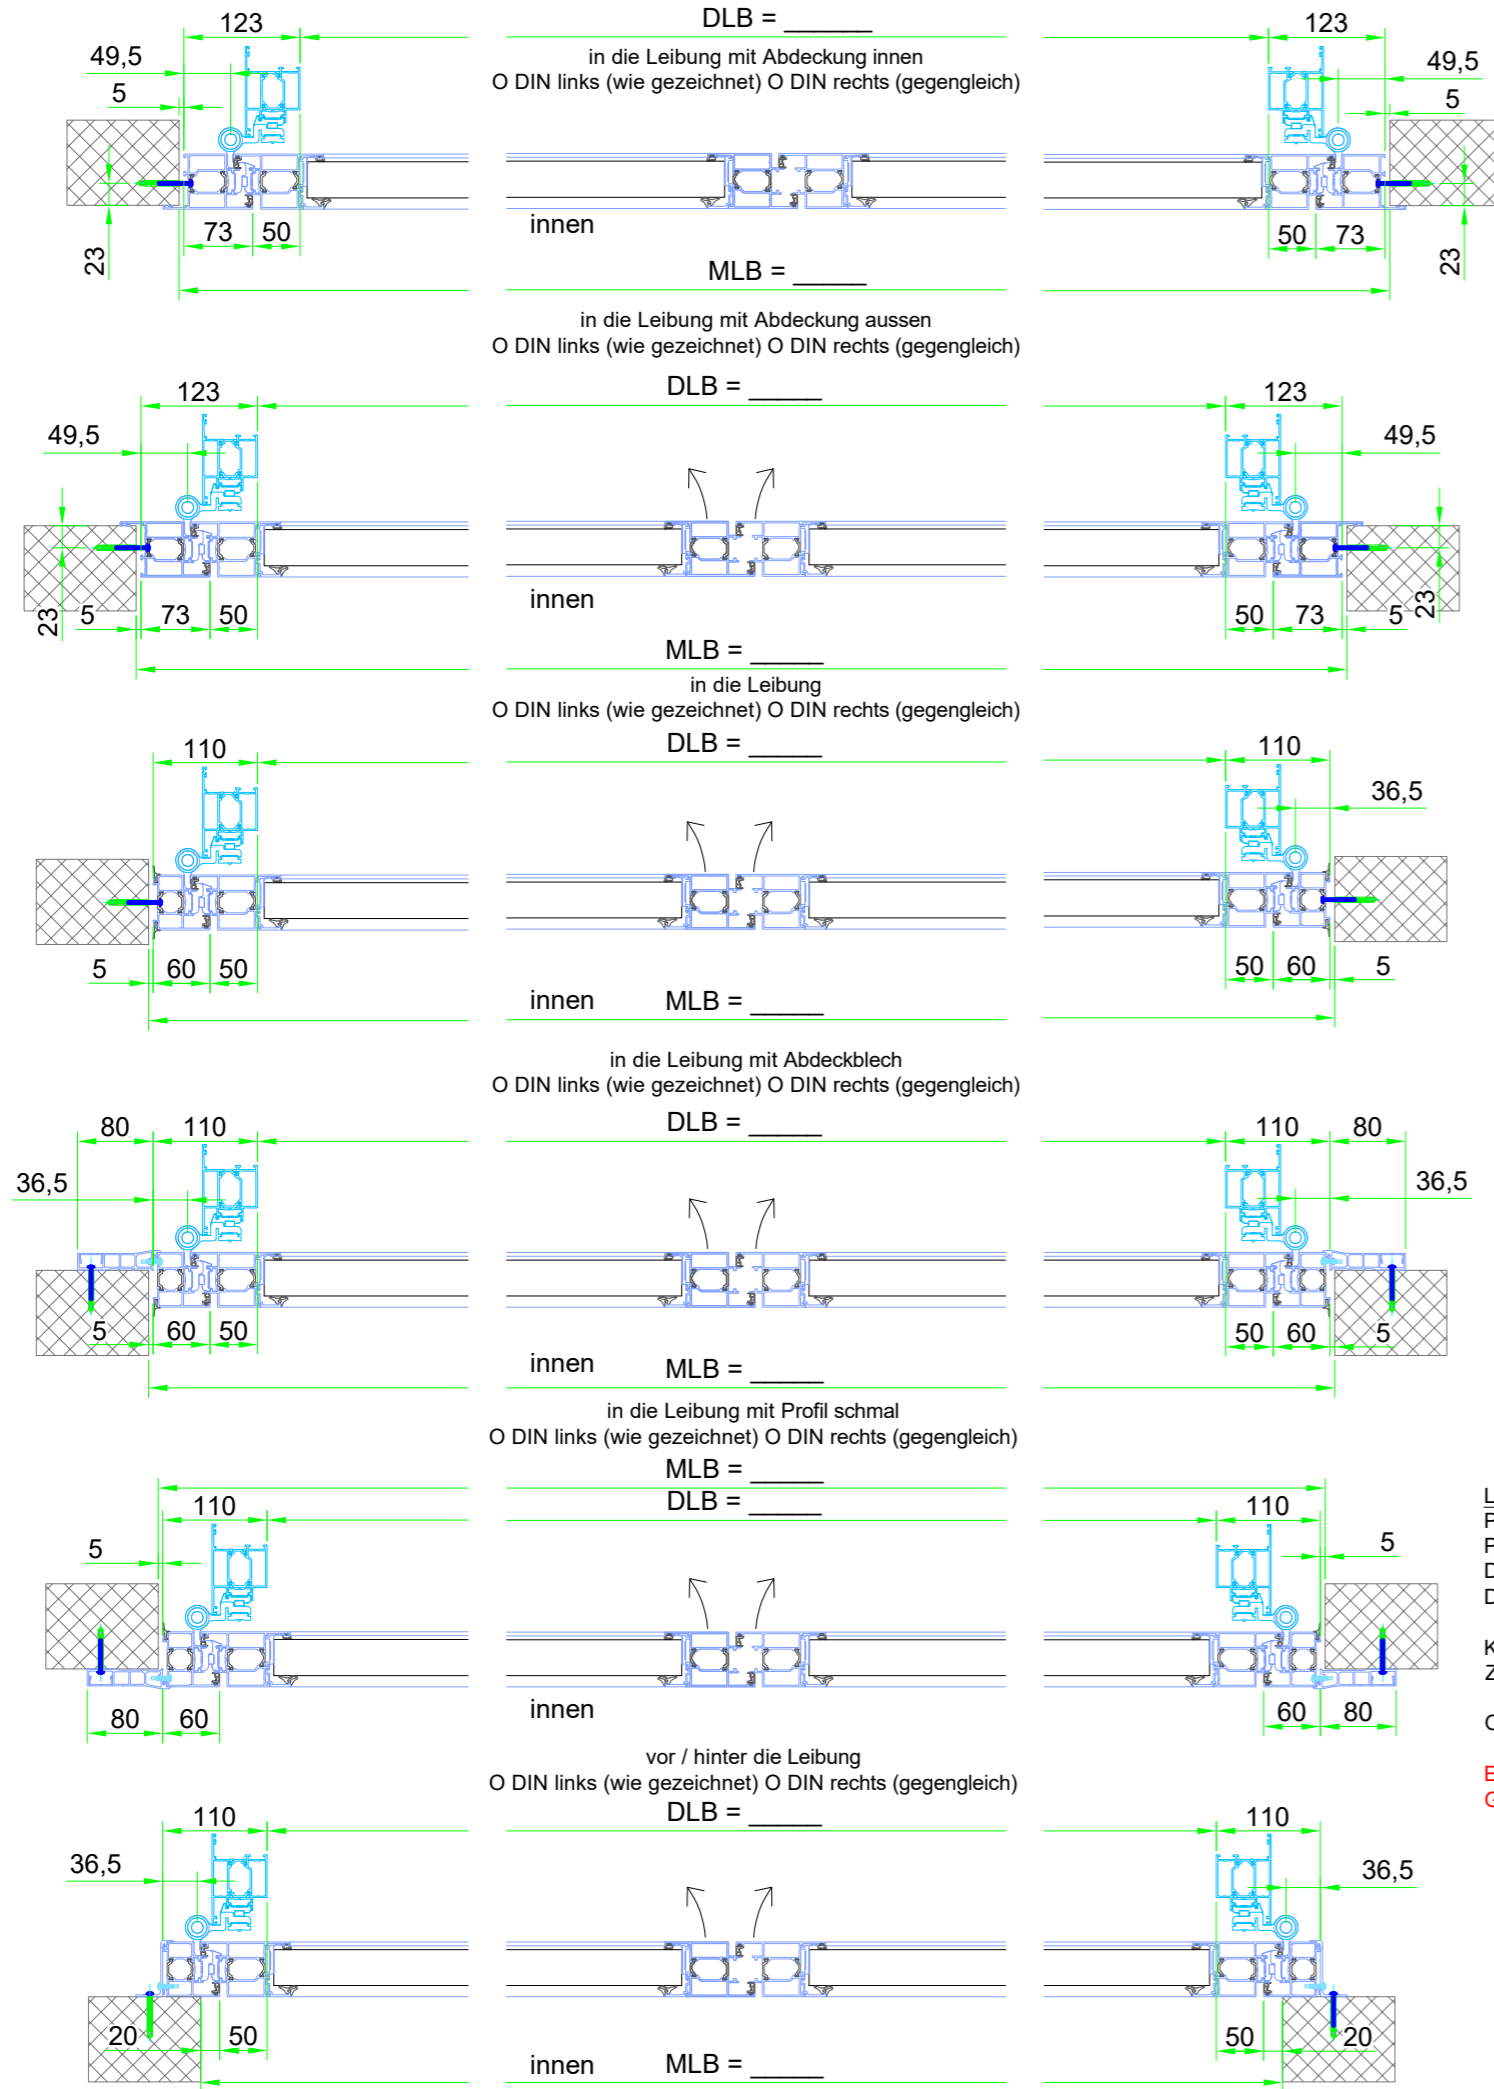 123 DLB = ______ 123
49,5 in die Leibung mit Abdeckung innen 49,5
5 O DIN links (wie gezeichnet) O DIN rechts (gegengleich) 5
73 50 innen 50 73
23 23
MLB = _____
in die Leibung mit Abdeckung aussen
O DIN links (wie gezeichnet) O DIN rechts (gegengleich)
123 DLB = _____ 123
49,5 49,5
23 5 73 50 innen 50 73 5 23
MLB = _____
in die Leibung
O DIN links (wie gezeichnet) O DIN rechts (gegengleich)
110 DLB = _____ 110
36,5
5 60 50 50 60 5
innen MLB = _____
in die Leibung mit Abdeckblech
O DIN links (wie gezeichnet) O DIN rechts (gegengleich)
80 110 DLB = _____ 110 80
36,5 36,5
5 60 50 50 60 5
innen MLB = _____
in die Leibung mit Profil schmal
O DIN links (wie gezeichnet) O DIN rechts (gegengleich)
MLB = _____
110 DLB = _____ 110
5 5
80 60 innen 60 80
vor / hinter die Leibung
O DIN links (wie gezeichnet) O DIN rechts (gegengleich)
110 DLB = _____ 110
36,5 36,5
20 50 50 20
innen MLB = _____